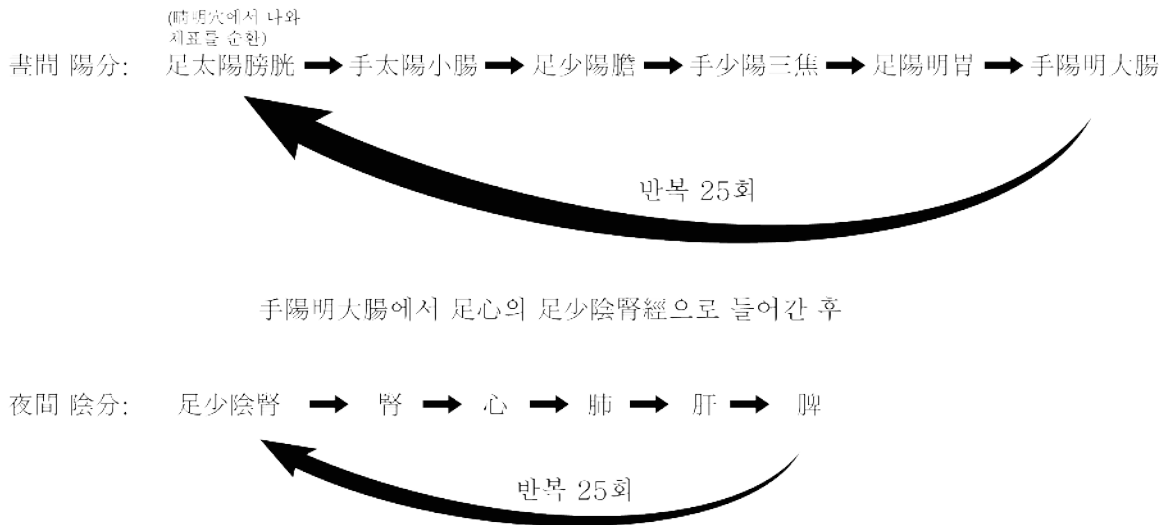 (睛明穴에서 나와
체표를 순환)
晝間 陽分: 足太陽膀胱 → 手太陽小腸 → 足少陽膽 → 手少陽三焦 → 足陽明胃 → 手陽明大腸
반복 25회
手陽明大腸에서 足心의 足少陰腎經으로 들어간 후
夜間 陰分: 足少陰腎 → 腎 → 心 → 肺 → 肝 → 脾
반복 25회